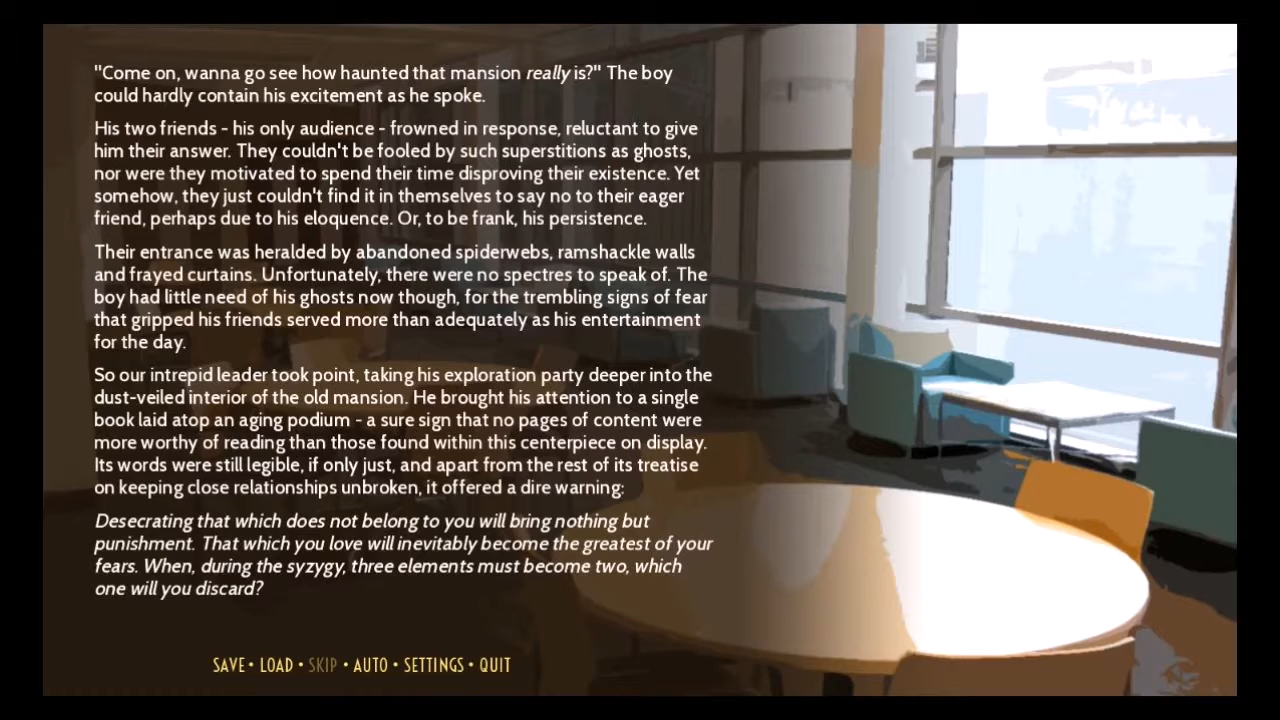 "Come on, wanna go see how haunted that mansion really is?" The boy
could hardly contain his excitement as he spoke.
His two friends - his only audience - frowned in response, reluctant to give
him their answer. They couldn't be fooled by such superstitions as ghosts,
nor were they motivated to spend their time disproving their existence. Yet
somehow, they just couldn't find it in themselves to say no to their eager
friend, perhaps due to his eloquence. Or, to be frank, his persistence.
Their entrance was heralded by abandoned spiderwebs, ramshackle walls
and frayed curtains. Unfortunately, there were no spectres to speak of. The
boy had little need of his ghosts now though, for the trembling signs of fear
that gripped his friends served more than adequately as his entertainment
for the day.
So our intrepid leader took point, taking his exploration party deeper into the
dust-veiled interior of the old mansion. He brought his attention to a single
book laid atop an aging podium - a sure sign that no pages of content were
more worthy of reading than those found within this centerpiece on display.
Its words were still legible, if only just, and apart from the rest of its treatise
on keeping close relationships unbroken, it offered a dire warning:
Desecrating that which does not belong to you will bring nothing but
punishment. That which you love will inevitably become the greatest of your
fears. When, during the syzygy, three elements must become two, which
one will you discard?
SAVE • LOAD • SKIP • AUTO • SETTINGS • QUIT